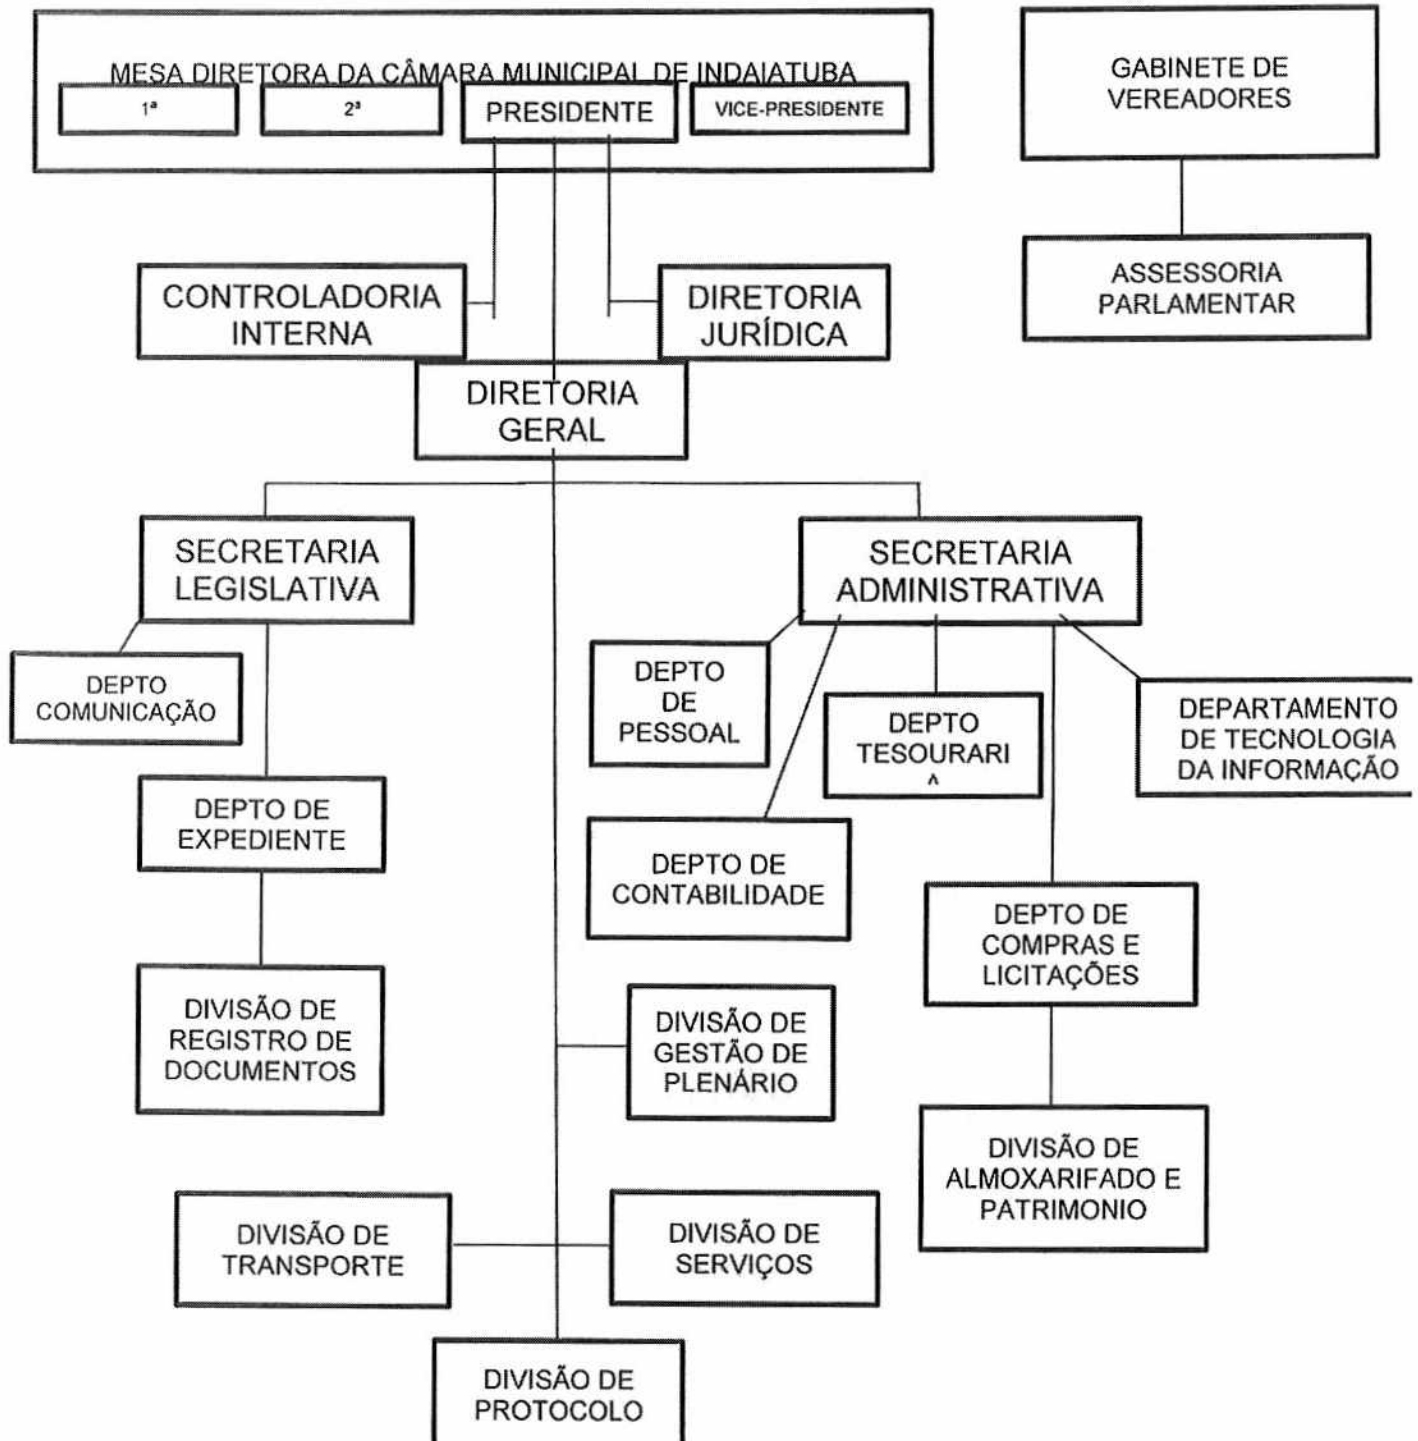 MESA DIRETORA DA CÂMARA MUNICIPAL DE INDAIATUBA
1ª
2ª
PRESIDENTE
VICE-PRESIDENTE
GABINETE DE
VEREADORES
ASSESSORIA
PARLAMENTAR
CONTROLADORIA
INTERNA
DIRETORIA
JURÍDICA
DIRETORIA
GERAL
SECRETARIA
LEGISLATIVA
SECRETARIA
ADMINISTRATIVA
DEPTO
COMUNICAÇÃO
DEPTO
DE
PESSOAL
DEPTO
TESOURARI
DEPARTAMENTO
DE TECNOLOGIA
DA INFORMAÇÃO
DEPTO DE
EXPEDIENTE
DEPTO DE
CONTABILIDADE
DEPTO DE
COMPRAS E
LICITAÇÕES
DIVISÃO DE
REGISTRO DE
DOCUMENTOS
DIVISÃO DE
GESTÃO DE
PLENÁRIO
DIVISÃO DE
ALMOXARIFADO E
PATRIMONIO
DIVISÃO DE
TRANSPORTE
DIVISÃO DE
SERVIÇOS
DIVISÃO DE
PROTOCOLO